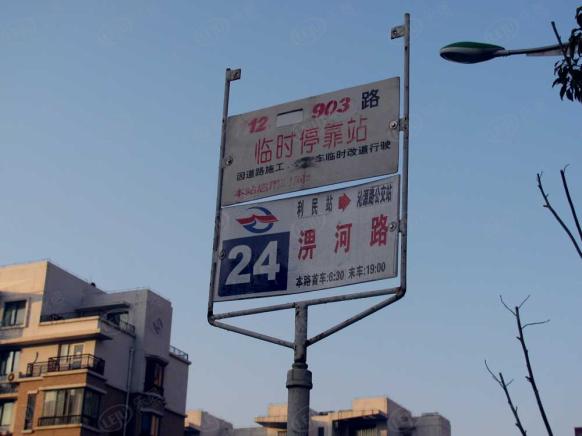 12 903 路
临时停靠站
因道路施工 车临时改道行驶
利民站 沁源路公交站
24
淠河路
本路首车:6:30 末车:19:00